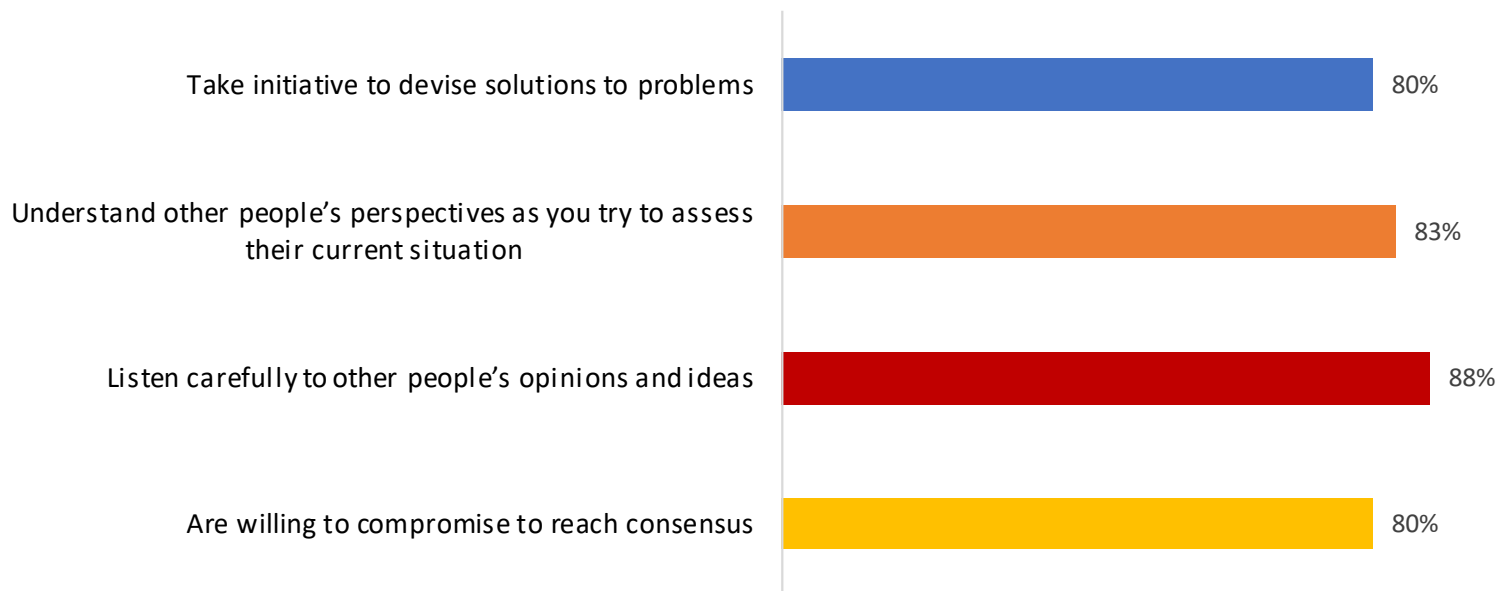 Take initiative to devise solutions to problems
80%
Understand other people’s perspectives as you try to assess
their current situation
83%
Listen carefully to other people’s opinions and ideas
88%
Are willing to compromise to reach consensus
80%